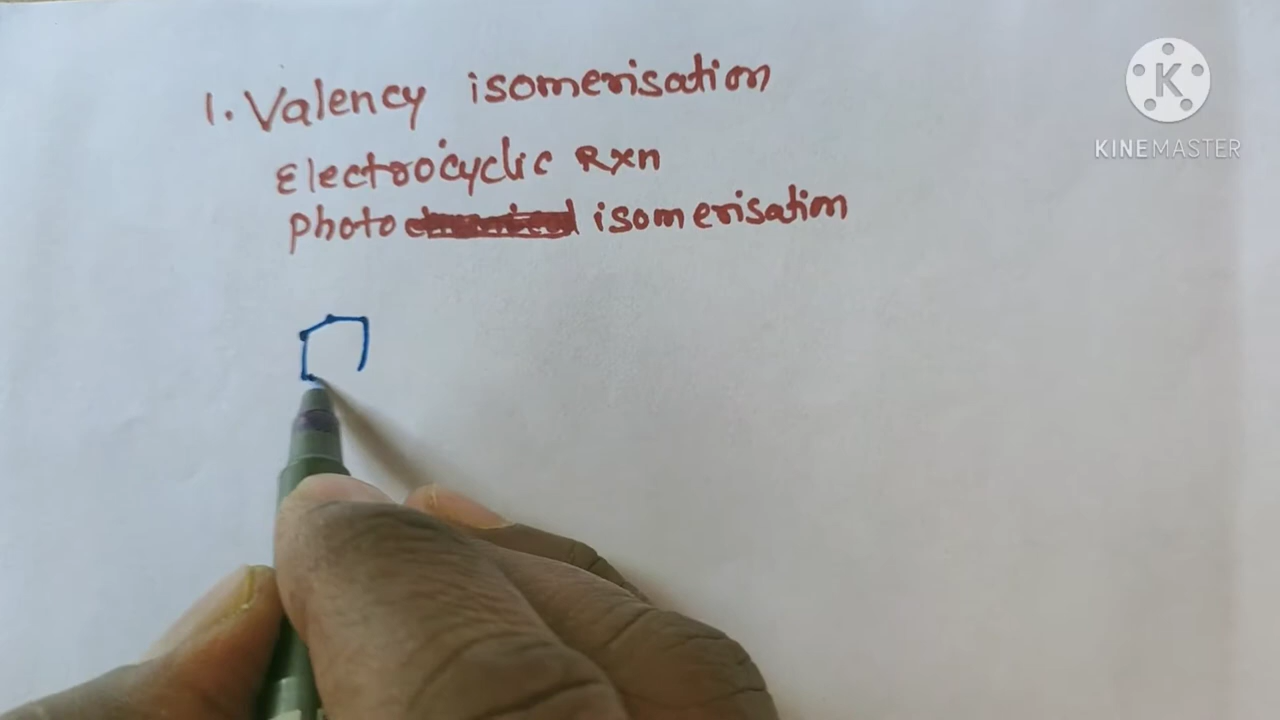 1. Valency isomerisation
Electrocyclic Rxn
Photo isomerisation
K
KINEMASTER